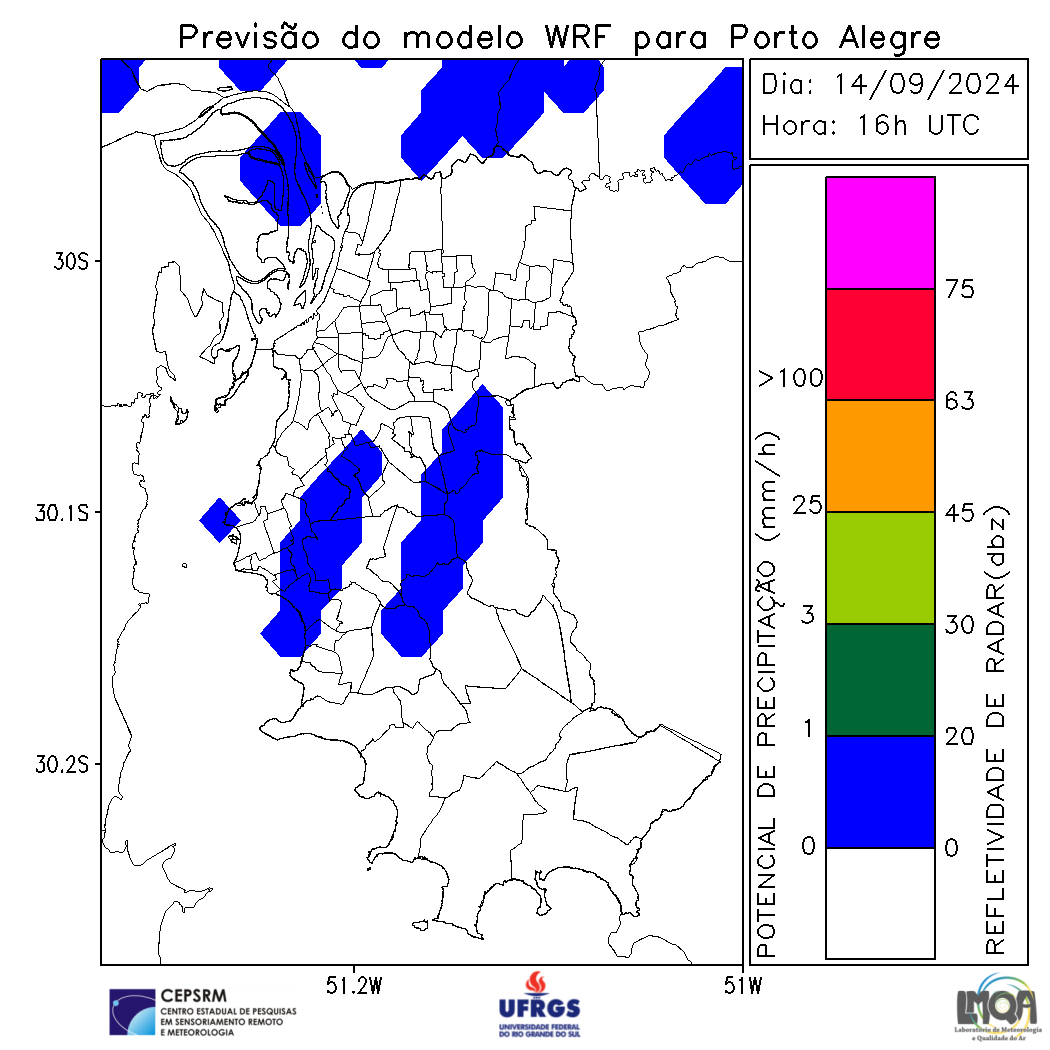 Previsão do modelo WRF para Porto Alegre
Dia: 14/09/2024
Hora: 16h UTC
30S
30.1S
30.2S
51.2W
51W
POTENCIAL DE PRECIPITAÇÃO (mm/h)
>100
25
3
1
0
75
63
45
30
20
0
REFLETIVIDADE DE RADAR(dbz)
CEPSRM
CENTRO ESTADUAL DE PESQUISAS
EM SENSORIAMENTO REMOTO
E METEOROLOGIA
UFRGS
UNIVERSIDADE FEDERAL
DO RIO GRANDE DO SUL
LMQA
Laboratório de Meteorologia
e Qualidade do Ar